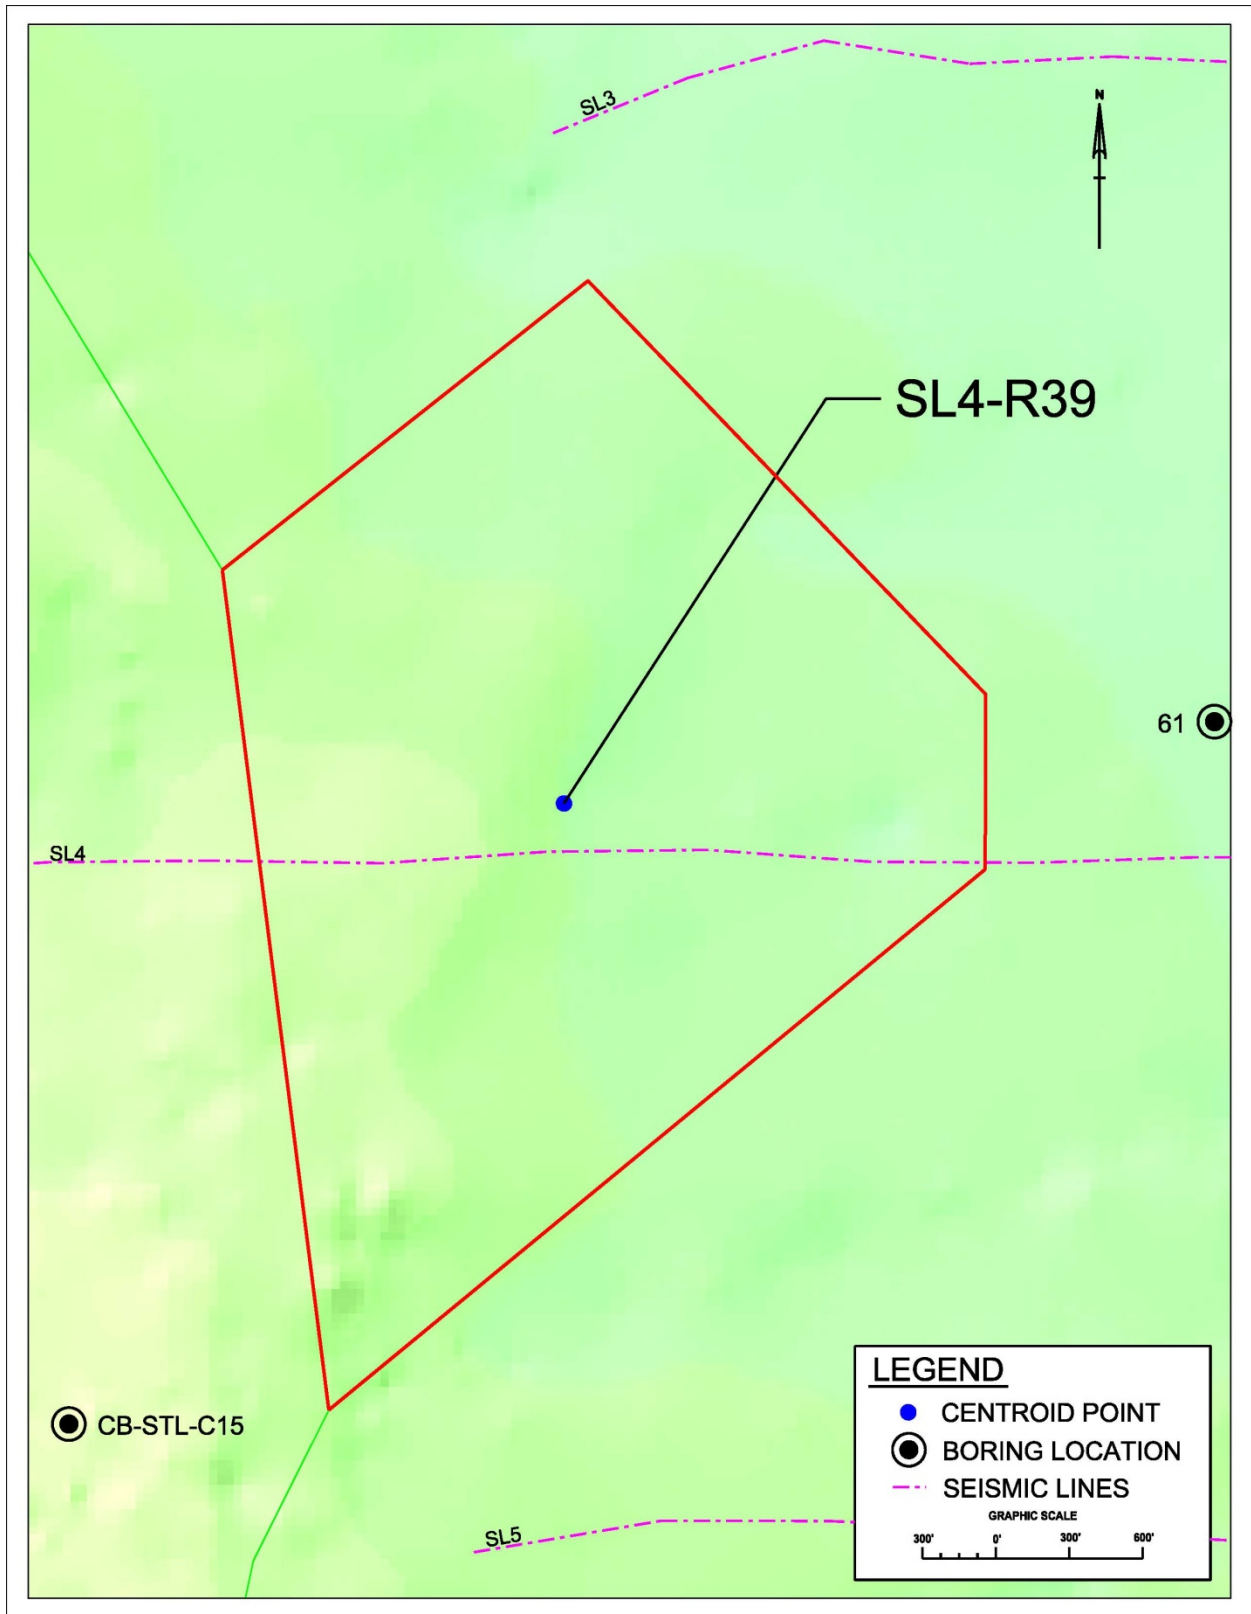 SL3
N
SL4-R39
61
SL4
CB-STL-C15
SL5
LEGEND
CENTROID POINT
BORING LOCATION
SEISMIC LINES
GRAPHIC SCALE
300' 0' 300' 600'